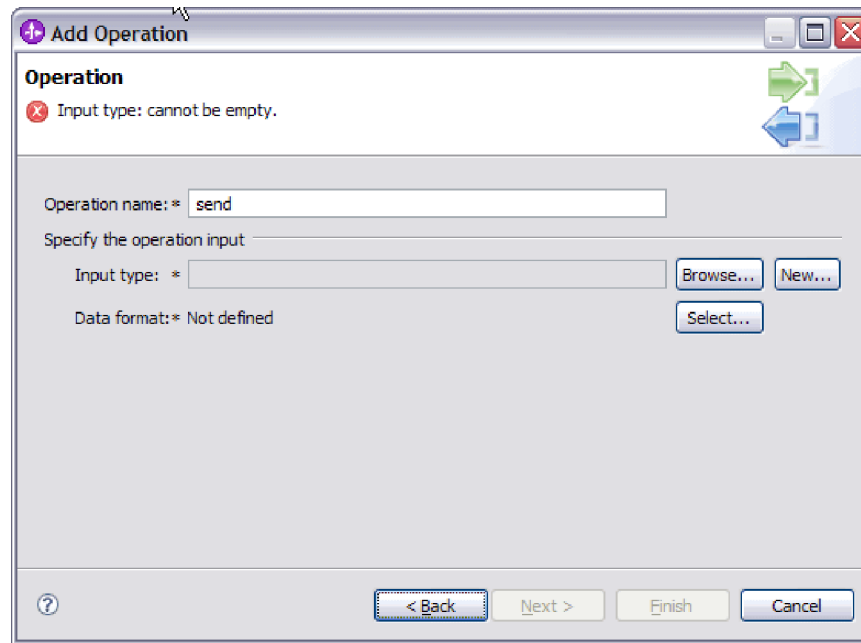 Add Operation
Operation
Input type: cannot be empty.
Operation name:* send
Specify the operation input
Input type: * Browse... New...
Data format:* Not defined Select...
? < Back Next > Finish Cancel